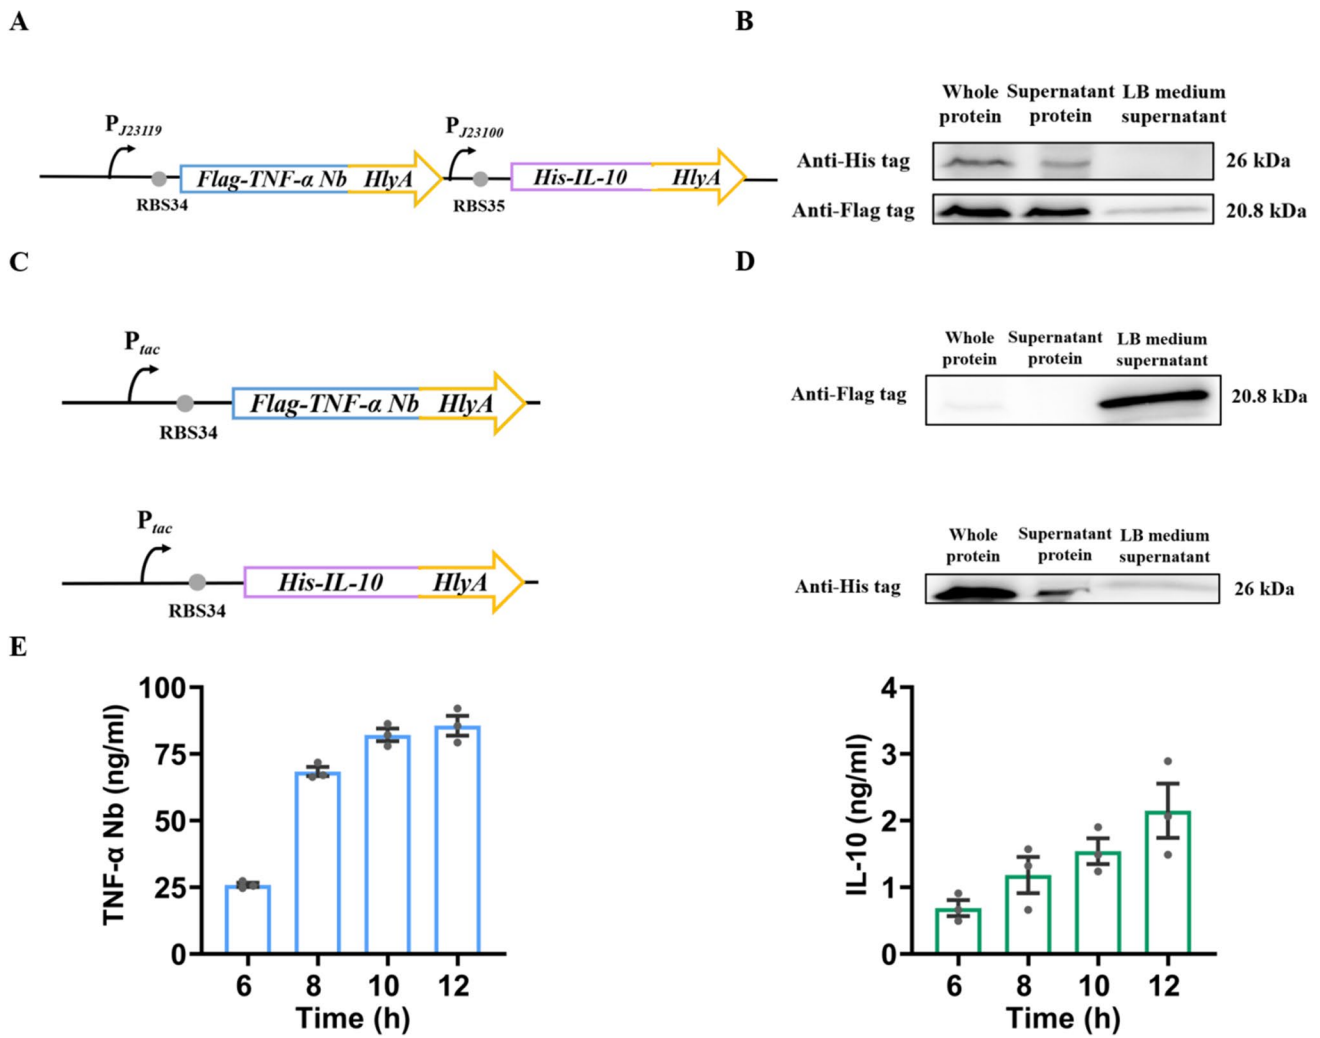 A
P J23119
P J23100
Flag-TNF-α Nb HlyA
His-IL-10 HlyA
RBS34
RBS35
B
Whole protein
Supernatant protein
LB medium supernatant
Anti-His tag
26 kDa
Anti-Flag tag
20.8 kDa
C
P tac
Flag-TNF-α Nb HlyA
RBS34
P tac
His-IL-10 HlyA
RBS34
D
Whole protein
Supernatant protein
LB medium supernatant
Anti-Flag tag
20.8 kDa
Whole protein
Supernatant protein
LB medium supernatant
Anti-His tag
26 kDa
E
TNF-α Nb (ng/ml)
100
75
50
25
0
6 8 10 12
Time (h)
IL-10 (ng/ml)
4
3
2
1
0
6 8 10 12
Time (h)